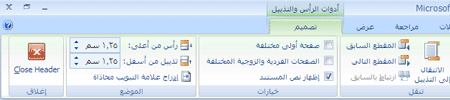 Microsof
أدوات الرأس والتذييل
مراجعة
عرض
تصميم
الانتقال إلى التذييل
المقطع السابق
المقطع التالي
ارتباط بالسابق
تنقل
صفحة أولى مختلفة
الصفحات الفردية والزوجية المختلفة
إظهار نص المستند
خيارات
رأس من أعلى: ١,٢٥ سم
تذييل من أسفل: ١,٢٥ سم
إدراج علامة التبويب محاذاة
الموضع
Close Header
إغلاق